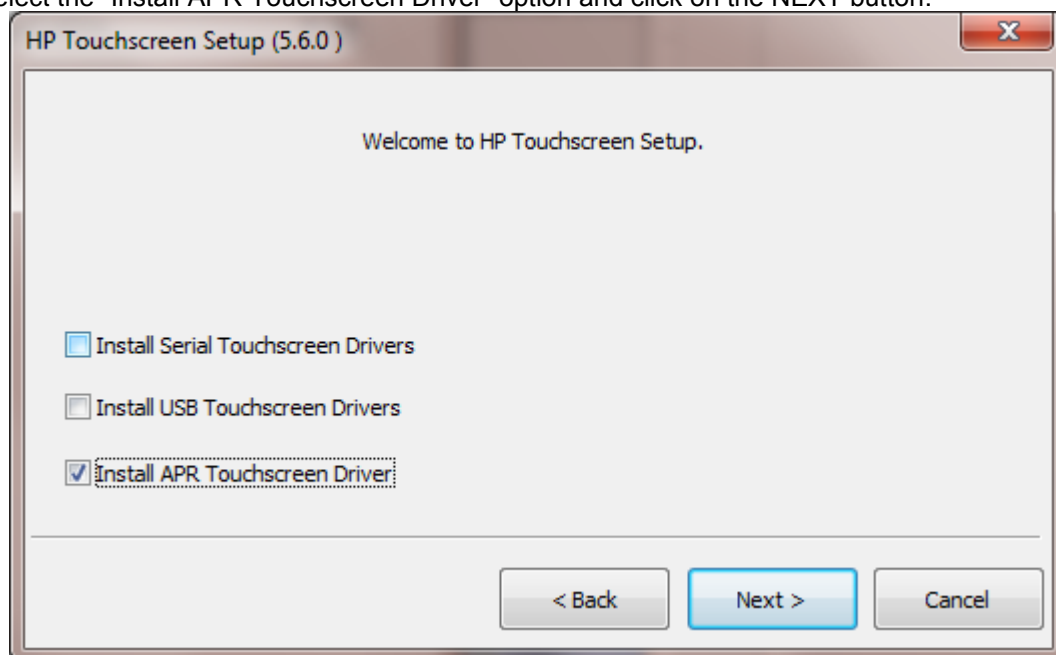 elect the "Install APR Touchscreen Driver" option and click on the NEXT button.
HP Touchscreen Setup (5.6.0 )
Welcome to HP Touchscreen Setup.
Install Serial Touchscreen Drivers
Install USB Touchscreen Drivers
Install APR Touchscreen Driver
< Back Next > Cancel